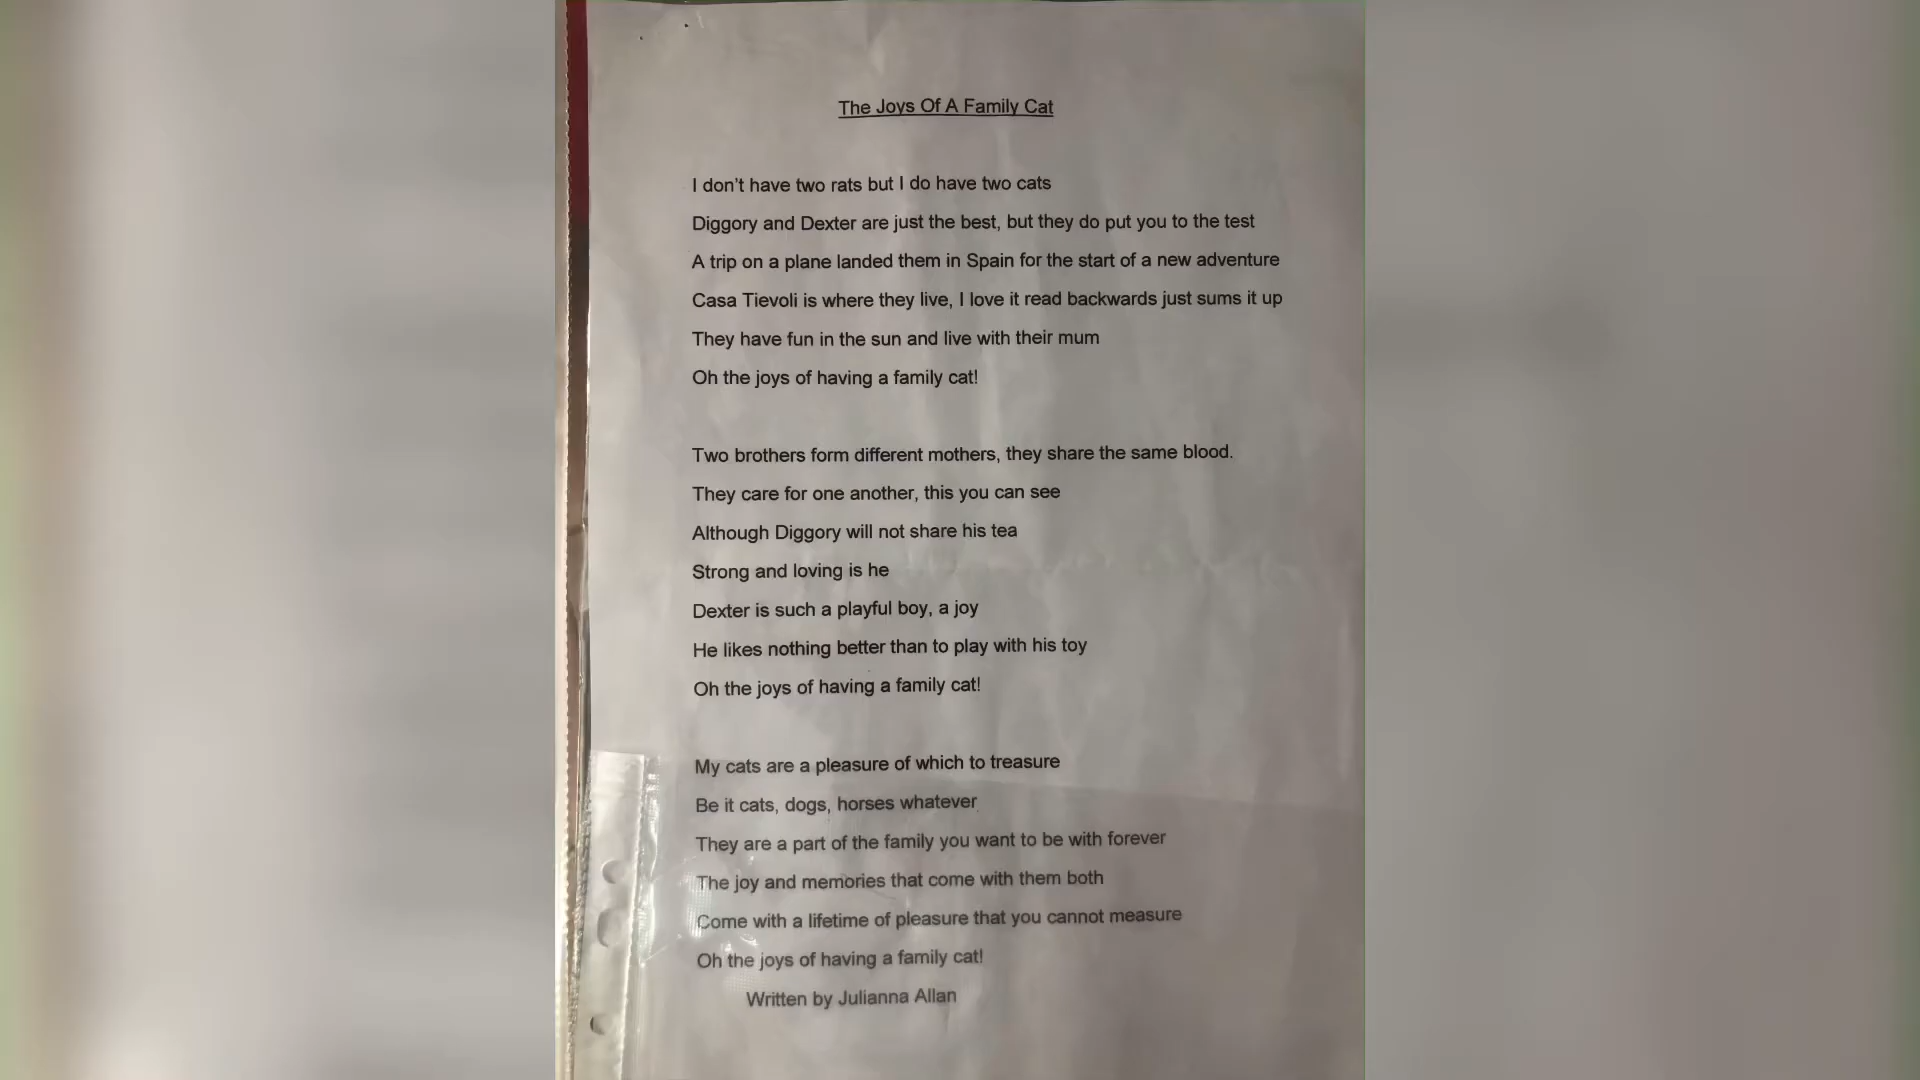 The Joys Of A Family Cat
I don't have two rats but I do have two cats
Diggory and Dexter are just the best, but they do put you to the test
A trip on a plane landed them in Spain for the start of a new adventure
Casa Tievoli is where they live, I love it read backwards just sums it up
They have fun in the sun and live with their mum
Oh the joys of having a family cat!
Two brothers form different mothers, they share the same blood.
They care for one another, this you can see
Although Diggory will not share his tea
Strong and loving is he
Dexter is such a playful boy, a joy
He likes nothing better than to play with his toy
Oh the joys of having a family cat!
My cats are a pleasure of which to treasure
Be it cats, dogs, horses whatever
They are a part of the family you want to be with forever
The joy and memories that come with them both
Come with a lifetime of pleasure that you cannot measure
Oh the joys of having a family cat!
Written by Julianna Allan